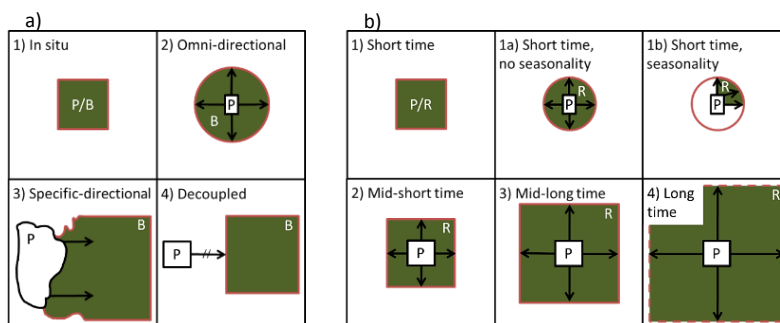 a)
1) In situ
P/B
2) Omni-directional
P
B
3) Specific-directional
P
B
4) Decoupled
P
B
b)
1) Short time
P/R
1a) Short time,
no seasonality
R
P
1b) Short time,
seasonality
R
P
2) Mid-short time
R
P
3) Mid-long time
R
P
4) Long
time
R
P